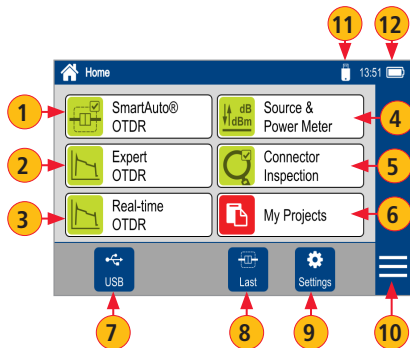 11 12
Home 13:51
1 SmartAuto®
OTDR
Source &
Power Meter 4
dB
dBm
2 Expert
OTDR
Connector
Inspection 5
3 Real-time
OTDR
My Projects 6
USB Last Settings
7 8 9 10